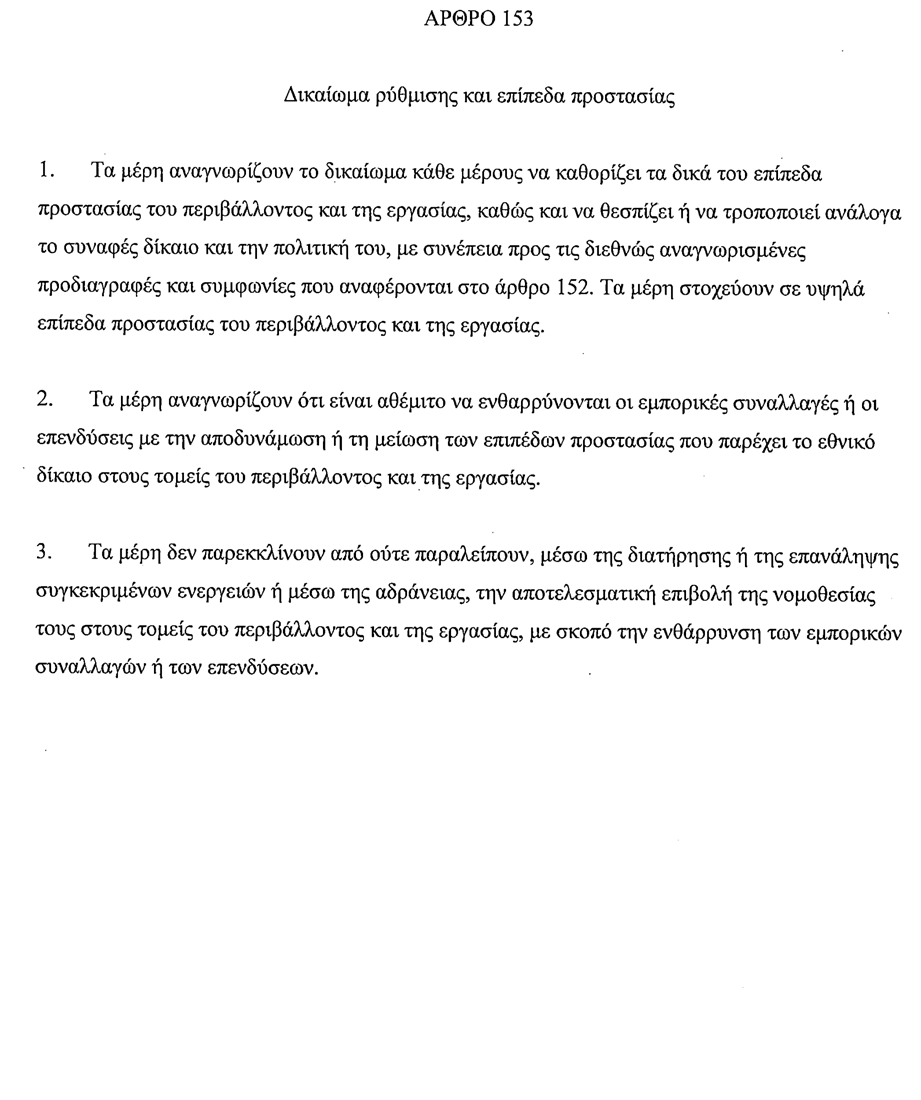 ΑΡΘΡΟ 153
Δικαίωμα ρύθμισης και επίπεδα προστασίας
1. Τα μέρη αναγνωρίζουν το δικαίωμα κάθε μέρους να καθορίζει τα δικά του επίπεδα
προστασίας του περιβάλλοντος και της εργασίας, καθώς και να θεσπίζει ή να τροποποιεί ανάλογα
το συναφές δίκαιο και την πολιτική του, με συνέπεια προς τις διεθνώς αναγνωρισμένες
προδιαγραφές και συμφωνίες που αναφέρονται στο άρθρο 152. Τα μέρη στοχεύουν σε υψηλά
επίπεδα προστασίας του περιβάλλοντος και της εργασίας.
2. Τα μέρη αναγνωρίζουν ότι είναι αθέμιτο να ενθαρρύνονται οι εμπορικές συναλλαγές ή οι
επενδύσεις με την αποδυνάμωση ή τη μείωση των επιπέδων προστασίας που παρέχει το εθνικό
δίκαιο στους τομείς του περιβάλλοντος και της εργασίας.
3. Τα μέρη δεν παρεκκλίνουν από ούτε παραλείπουν, μέσω της διατήρησης ή της επανάληψης
συγκεκριμένων ενεργειών ή μέσω της αδράνειας, την αποτελεσματική επιβολή της νομοθεσίας
τους στους τομείς του περιβάλλοντος και της εργασίας, με σκοπό την ενθάρρυνση των εμπορικών
συναλλαγών ή των επενδύσεων.